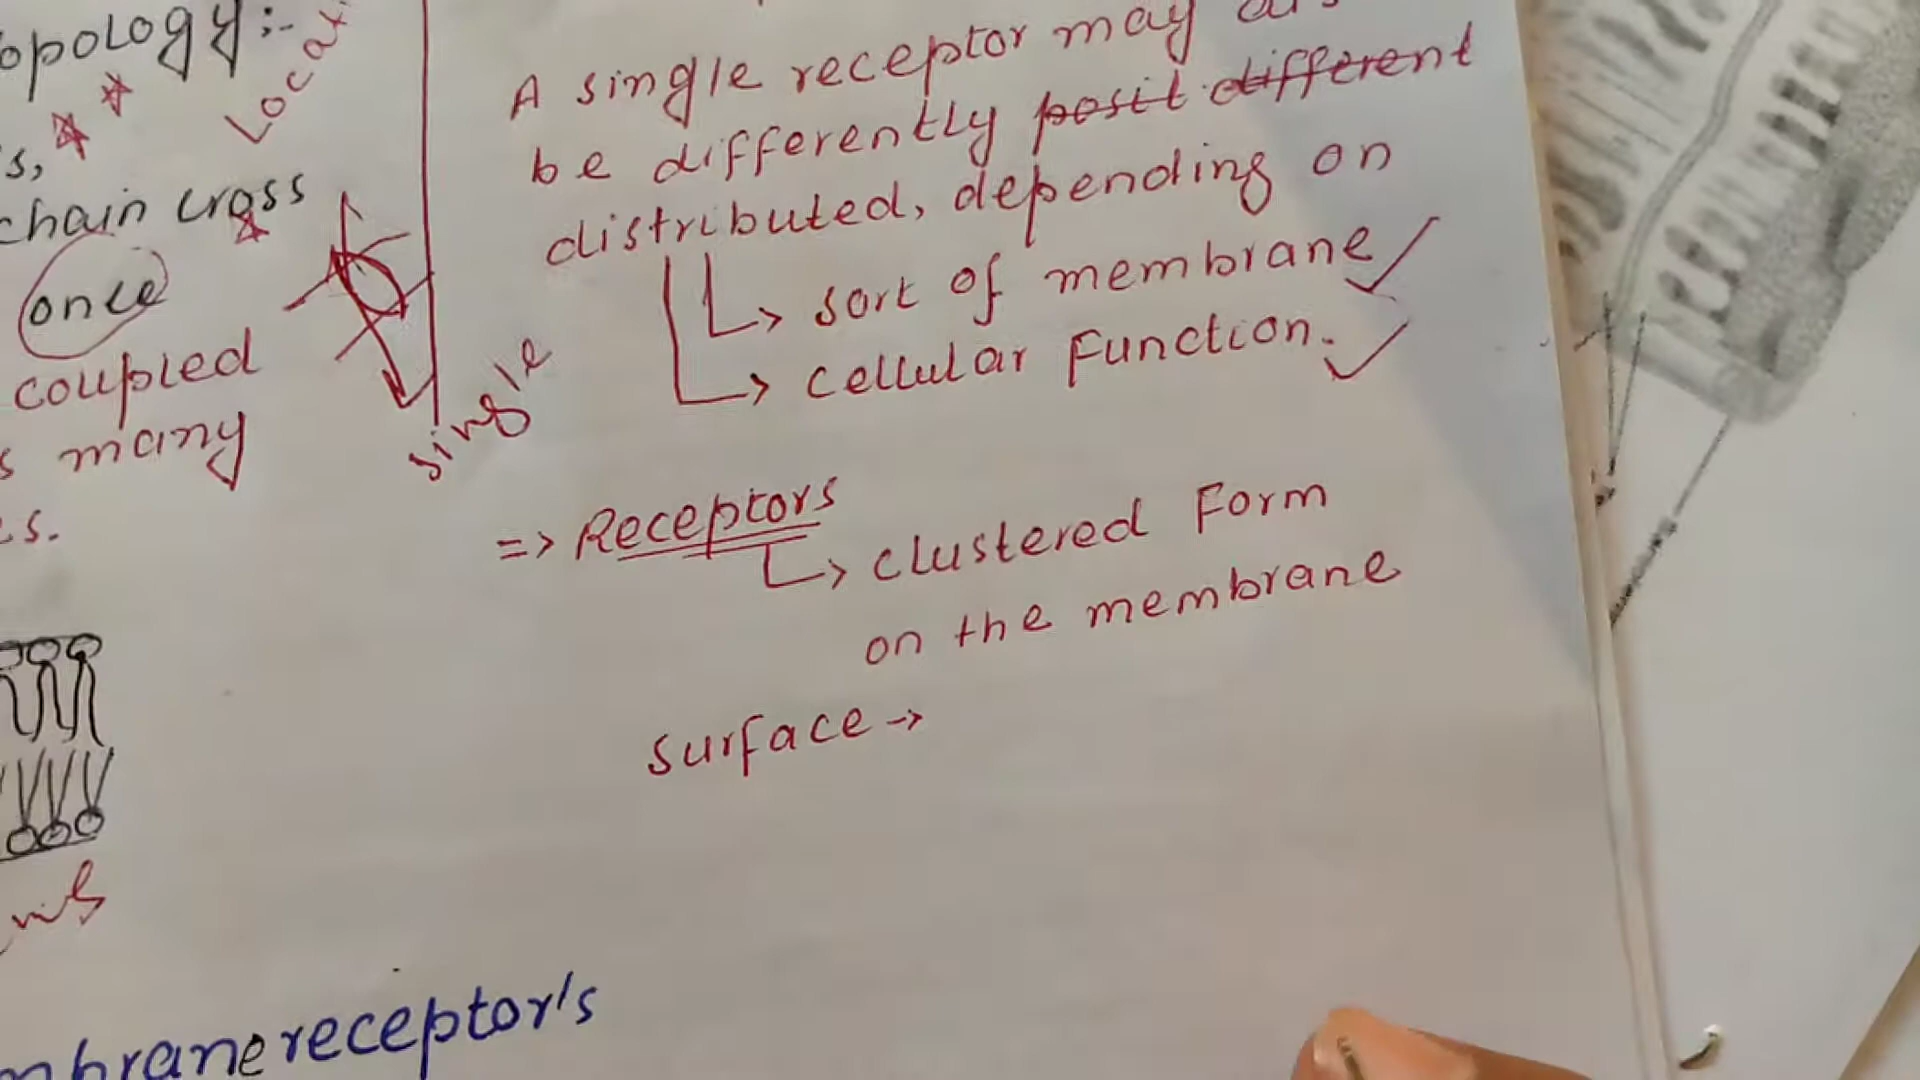 opology:-
Locat
s,
chain cross
once
coupled
s many
s.
single
A single receptor may
be differently posit different
distributed, depending on
sort of membrane
cellular Function.
=> Receptors
clustered Form
on the membrane
surface ->
mbrane receptor's